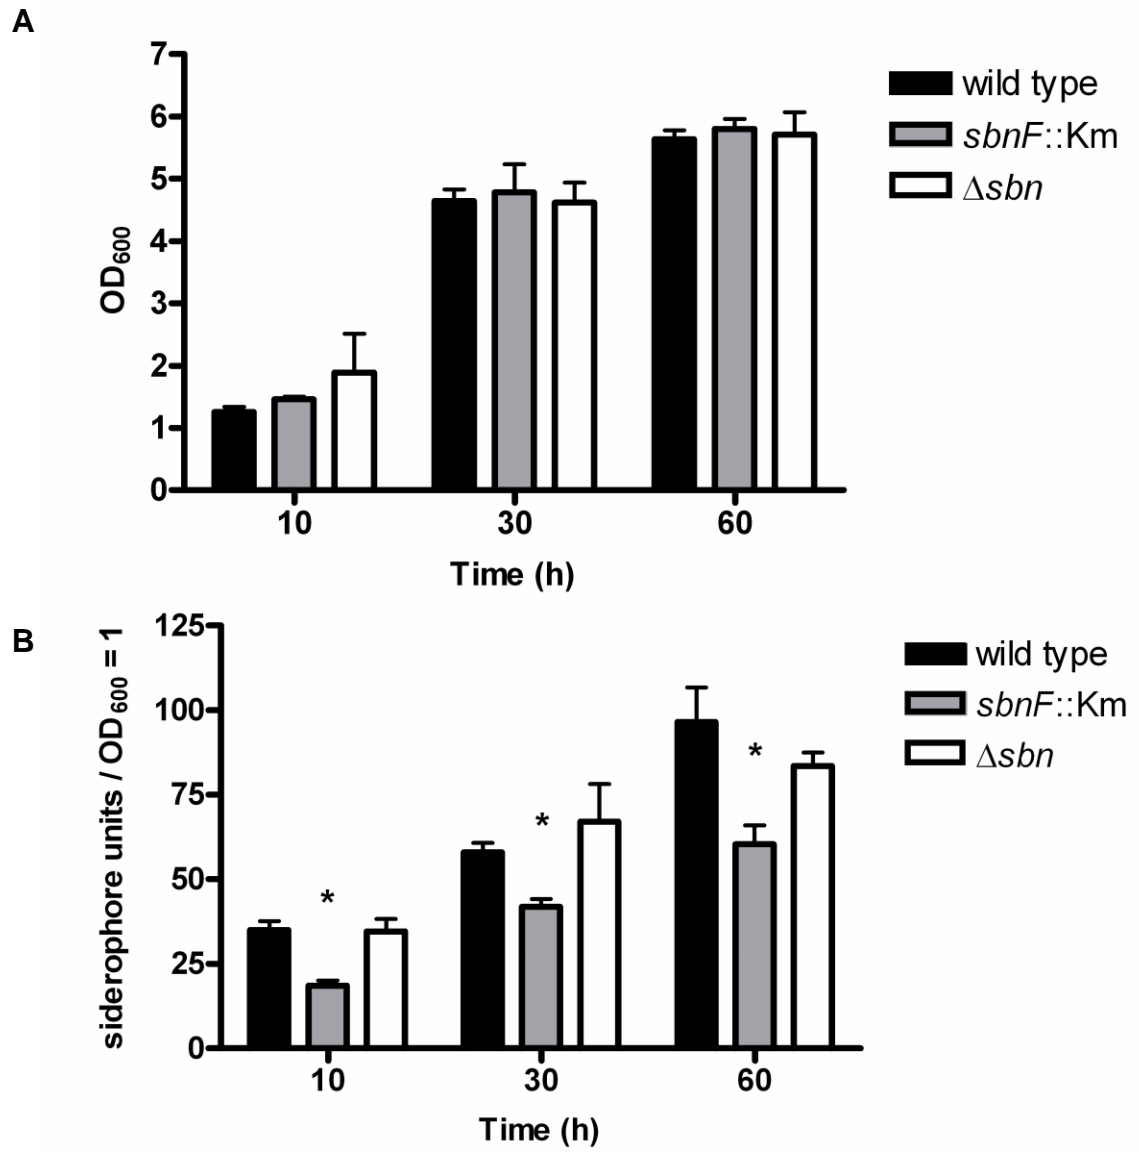 A
7
6
5
4
3
2
1
0
OD600
10 30 60
Time (h)
wild type
sbnF::Km
Δsbn
B
125
100
75
50
25
0
siderophore units / OD600 = 1
* * *
10 30 60
Time (h)
wild type
sbnF::Km
Δsbn